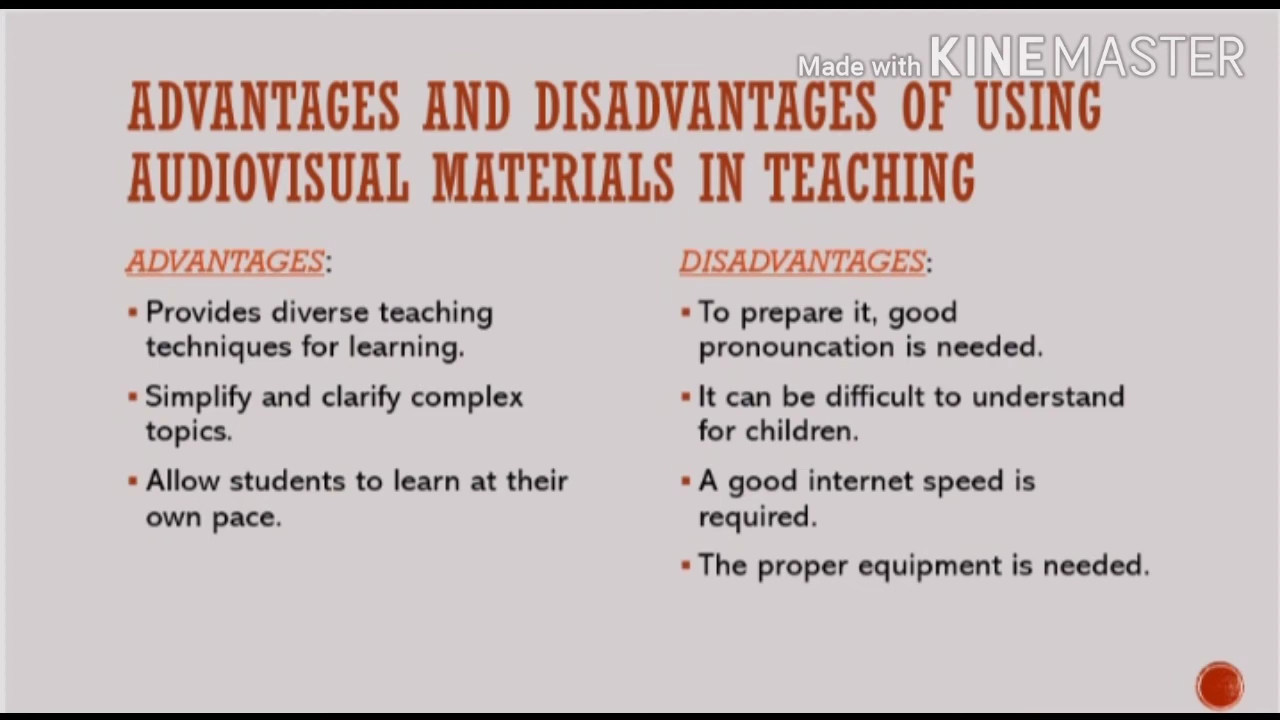 Made with KINEMASTER
ADVANTAGES AND DISADVANTAGES OF USING
AUDIOVISUAL MATERIALS IN TEACHING
ADVANTAGES:
▪ Provides diverse teaching
techniques for learning.
▪ Simplify and clarify complex
topics.
▪ Allow students to learn at their
own pace.
DISADVANTAGES:
▪ To prepare it, good
pronouncation is needed.
▪ It can be difficult to understand
for children.
▪ A good internet speed is
required.
▪ The proper equipment is needed.